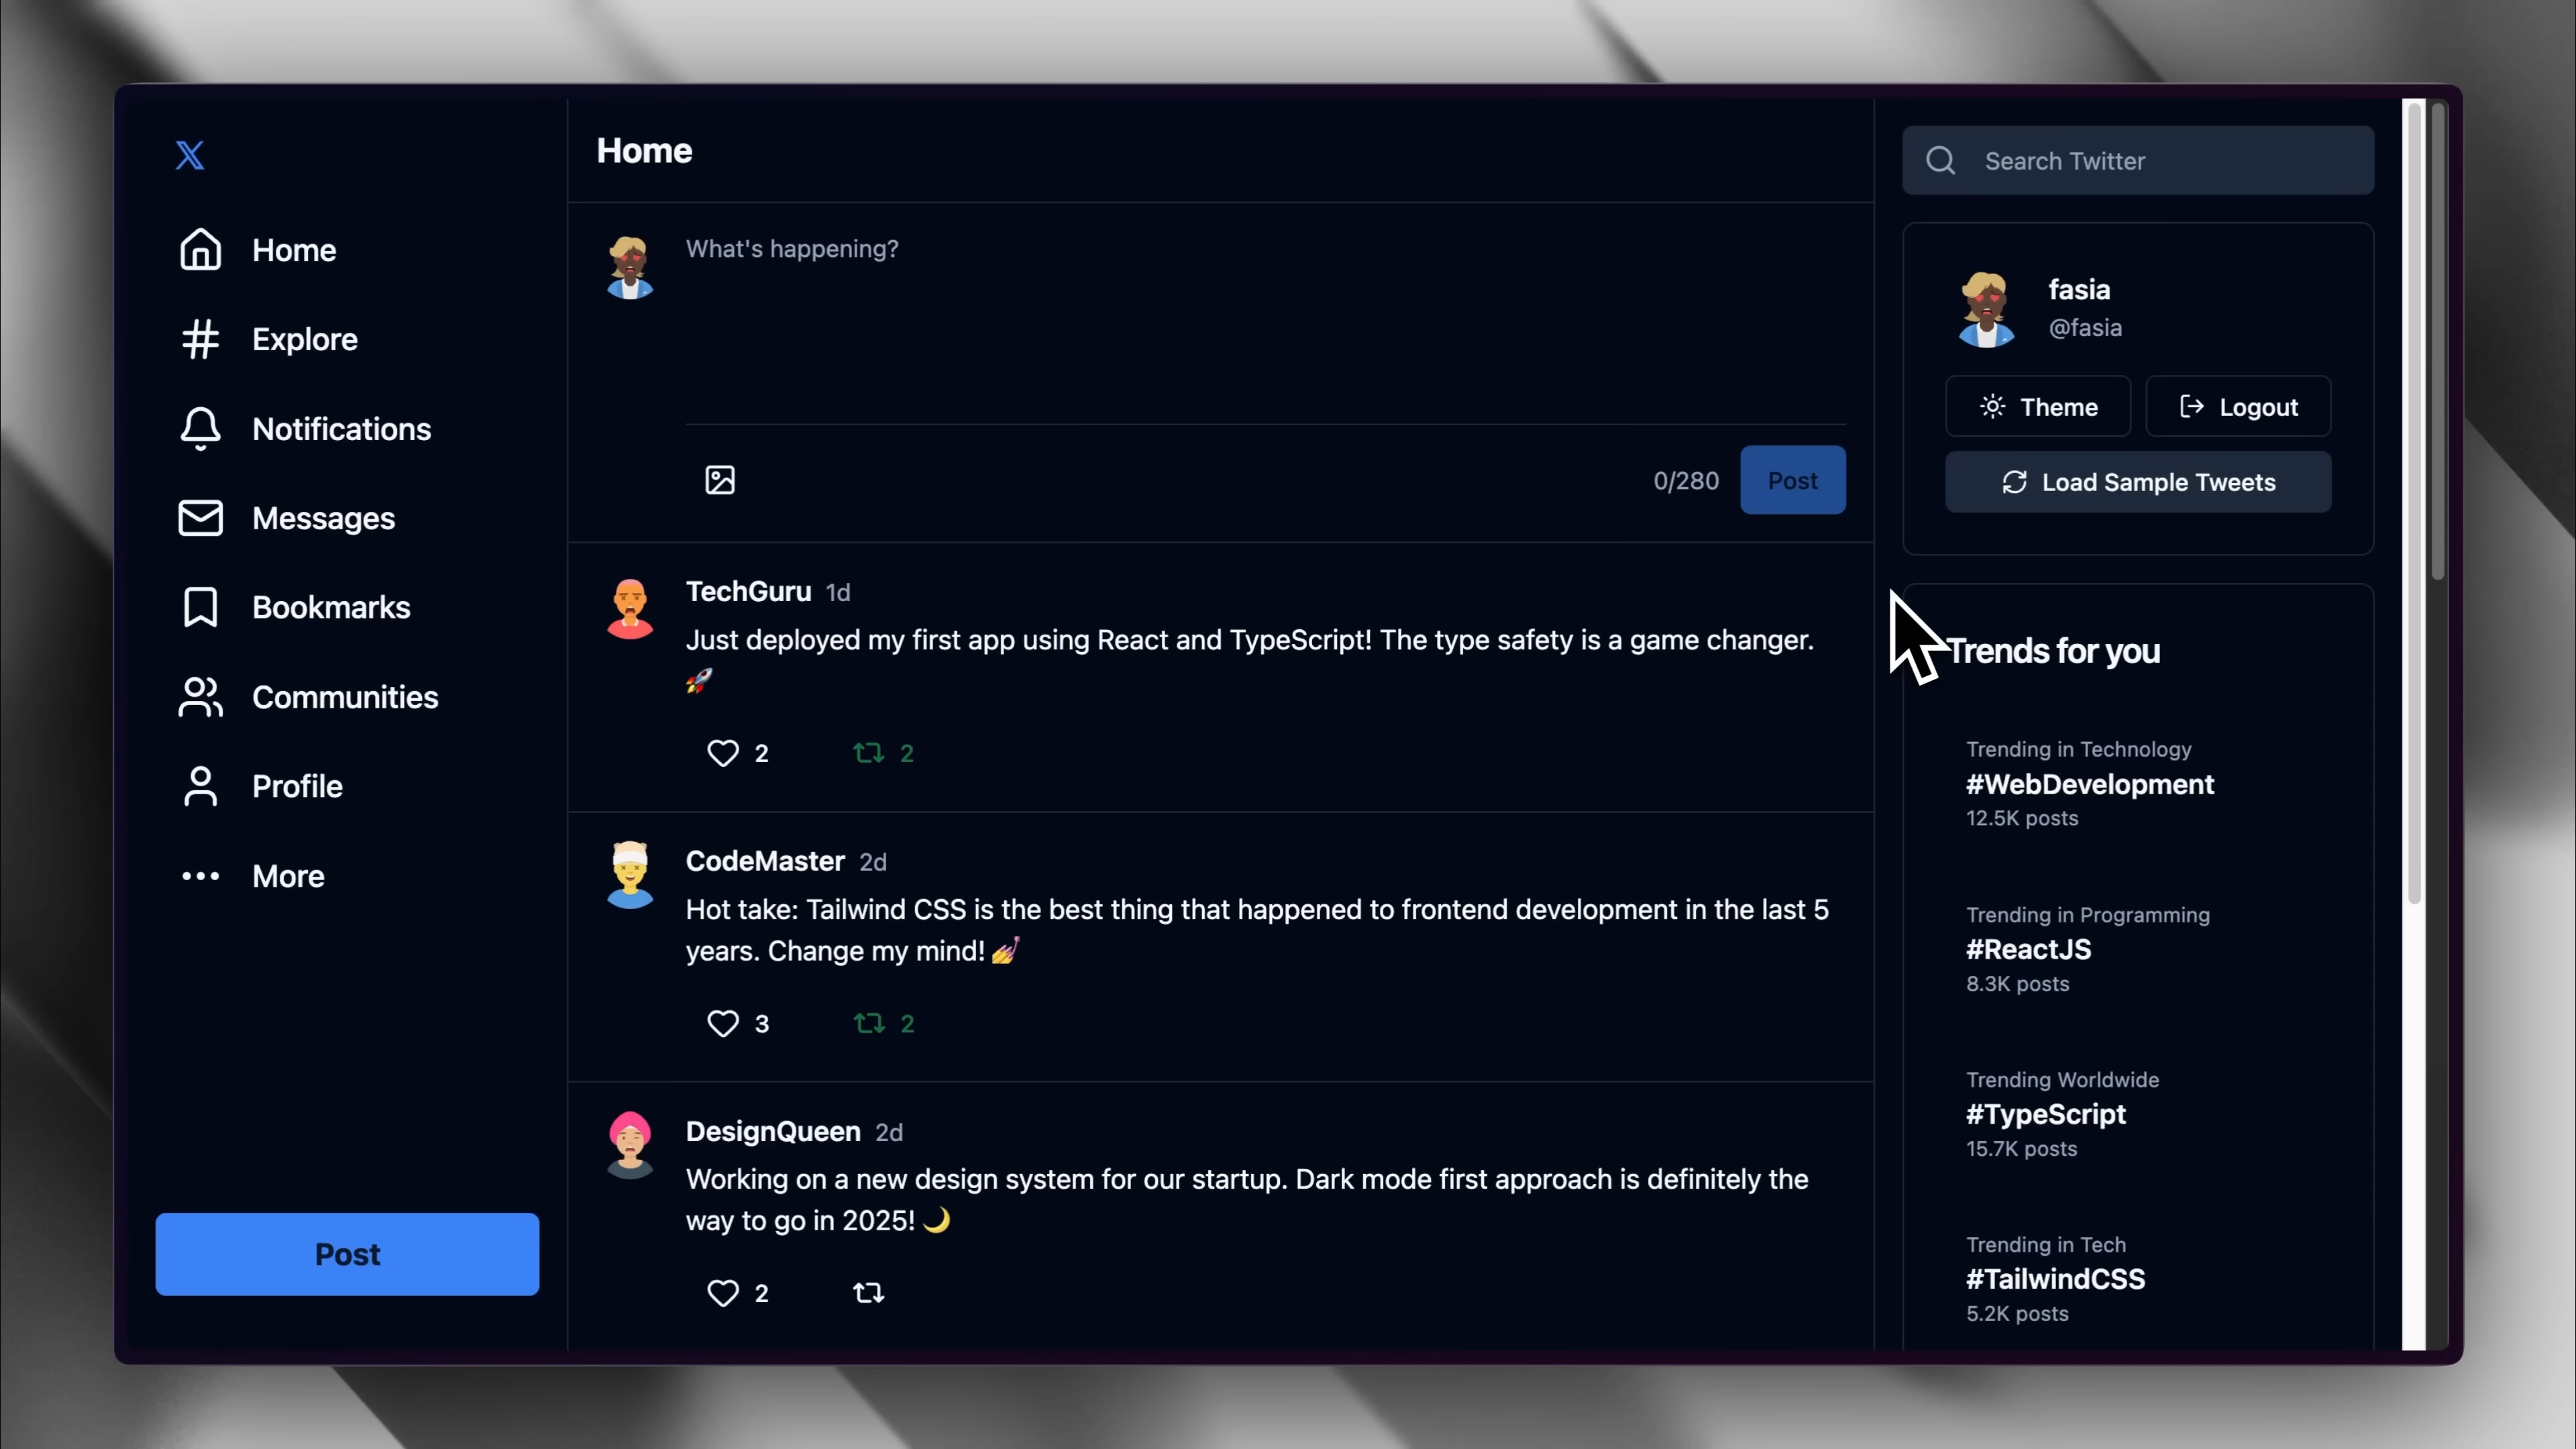 𝕏
Home
Explore
Notifications
Messages
Bookmarks
Communities
Profile
More
Post
Home
What's happening?
0/280
Post
TechGuru 1d
Just deployed my first app using React and TypeScript! The type safety is a game changer.
🚀
2 2
CodeMaster 2d
Hot take: Tailwind CSS is the best thing that happened to frontend development in the last 5
years. Change my mind! 💅
3 2
DesignQueen 2d
Working on a new design system for our startup. Dark mode first approach is definitely the
way to go in 2025! 🌙
2
Search Twitter
fasia
@fasia
Theme
Logout
Load Sample Tweets
Trends for you
Trending in Technology
#WebDevelopment
12.5K posts
Trending in Programming
#ReactJS
8.3K posts
Trending Worldwide
#TypeScript
15.7K posts
Trending in Tech
#TailwindCSS
5.2K posts